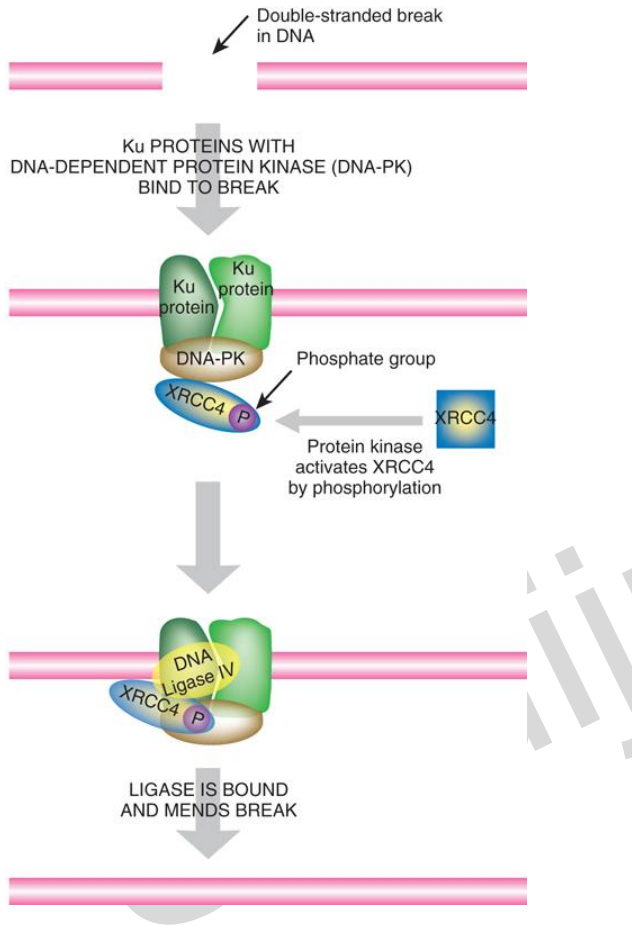 Double-stranded break
in DNA
Ku PROTEINS WITH
DNA-DEPENDENT PROTEIN KINASE (DNA-PK)
BIND TO BREAK
Ku
protein
Ku
protein
DNA-PK
XRCC4
P
Phosphate group
XRCC4
Protein kinase
activates XRCC4
by phosphorylation
DNA
Ligase IV
XRCC4
P
LIGASE IS BOUND
AND MENDS BREAK